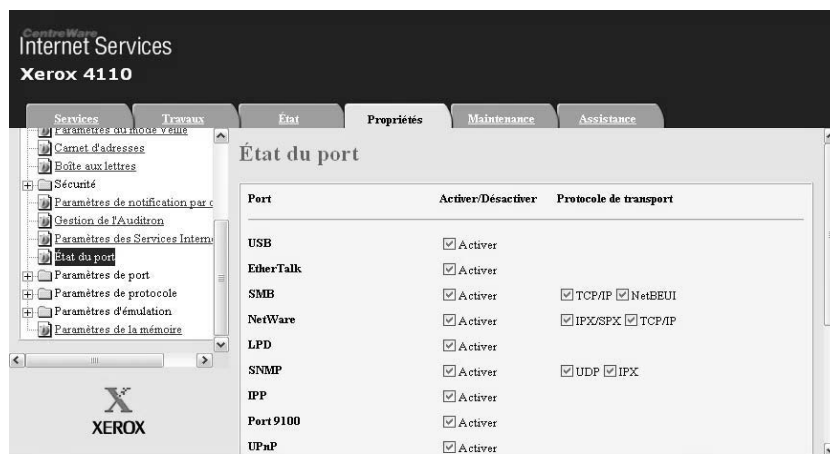 CentreWare
Internet Services
Xerox 4110
Services Travaux État Propriétés Maintenance Assistance
Paramètres du mode Veille
Carnet d'adresses
Boîte aux lettres
Sécurité
Paramètres de notification par c
Gestion de l'Auditron
Paramètres des Services Interne
État du port
Paramètres de port
Paramètres de protocole
Paramètres d'émulation
Paramètres de la mémoire
XEROX
État du port
Port Activer/Désactiver Protocole de transport
USB Activer
EtherTalk Activer
SMB Activer TCP/IP NetBEUI
NetWare Activer IPX/SPX TCP/IP
LPD Activer
SNMP Activer UDP IPX
IPP Activer
Port 9100 Activer
UPnP Activer